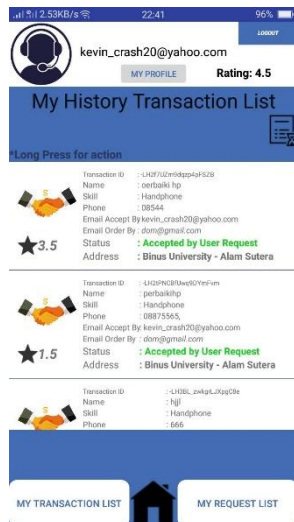 2.53KB/s 22:41 96%
LOGOUT
kevin_crash20@yahoo.com
MY PROFILE Rating: 4.5
My History Transaction List
*Long Press for action
Transaction ID : -LH2f7UZm9dqzp4pFSZB
Name : oerbaiki hp
Skill : Handphone
Phone : 08544
Email Accept By kevin_crash20@yahoo.com
Email Order By : dom@gmail.com
3.5 Status : Accepted by User Request
Address : Binus University - Alam Sutera
Transaction ID
Name : perbaikihp
Skill : Handphone
Phone : 08875565,
Email Accept By: kevin_crash20@yahoo.com
Email Order By : dom@gmail.com
1.5 Status : Accepted by User Request
Address : Binus University - Alam Sutera
Transaction ID
Name : hjl
Skill : Handphone
Phone : 666
MY TRANSACTION LIST MY REQUEST LIST